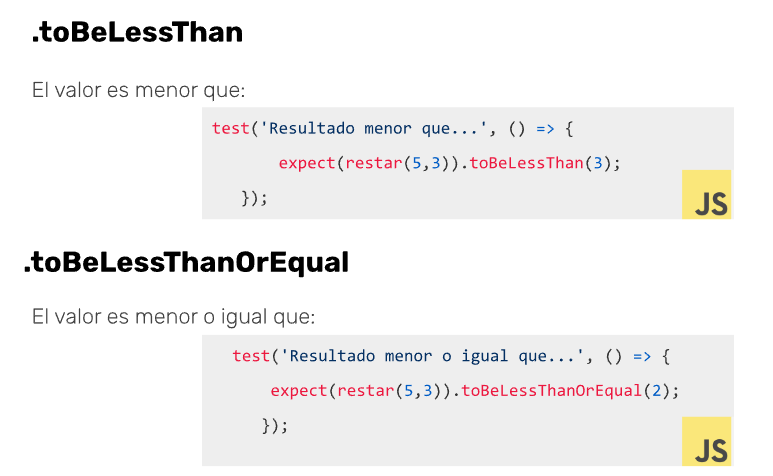 .toBeLessThan
El valor es menor que:
test('Resultado menor que...', () => {
expect(restar(5,3)).toBeLessThan(3);
});
JS
.toBeLessThanOrEqual
El valor es menor o igual que:
test('Resultado menor o igual que...', () => {
expect(restar(5,3)).toBeLessThanOrEqual(2);
});
JS